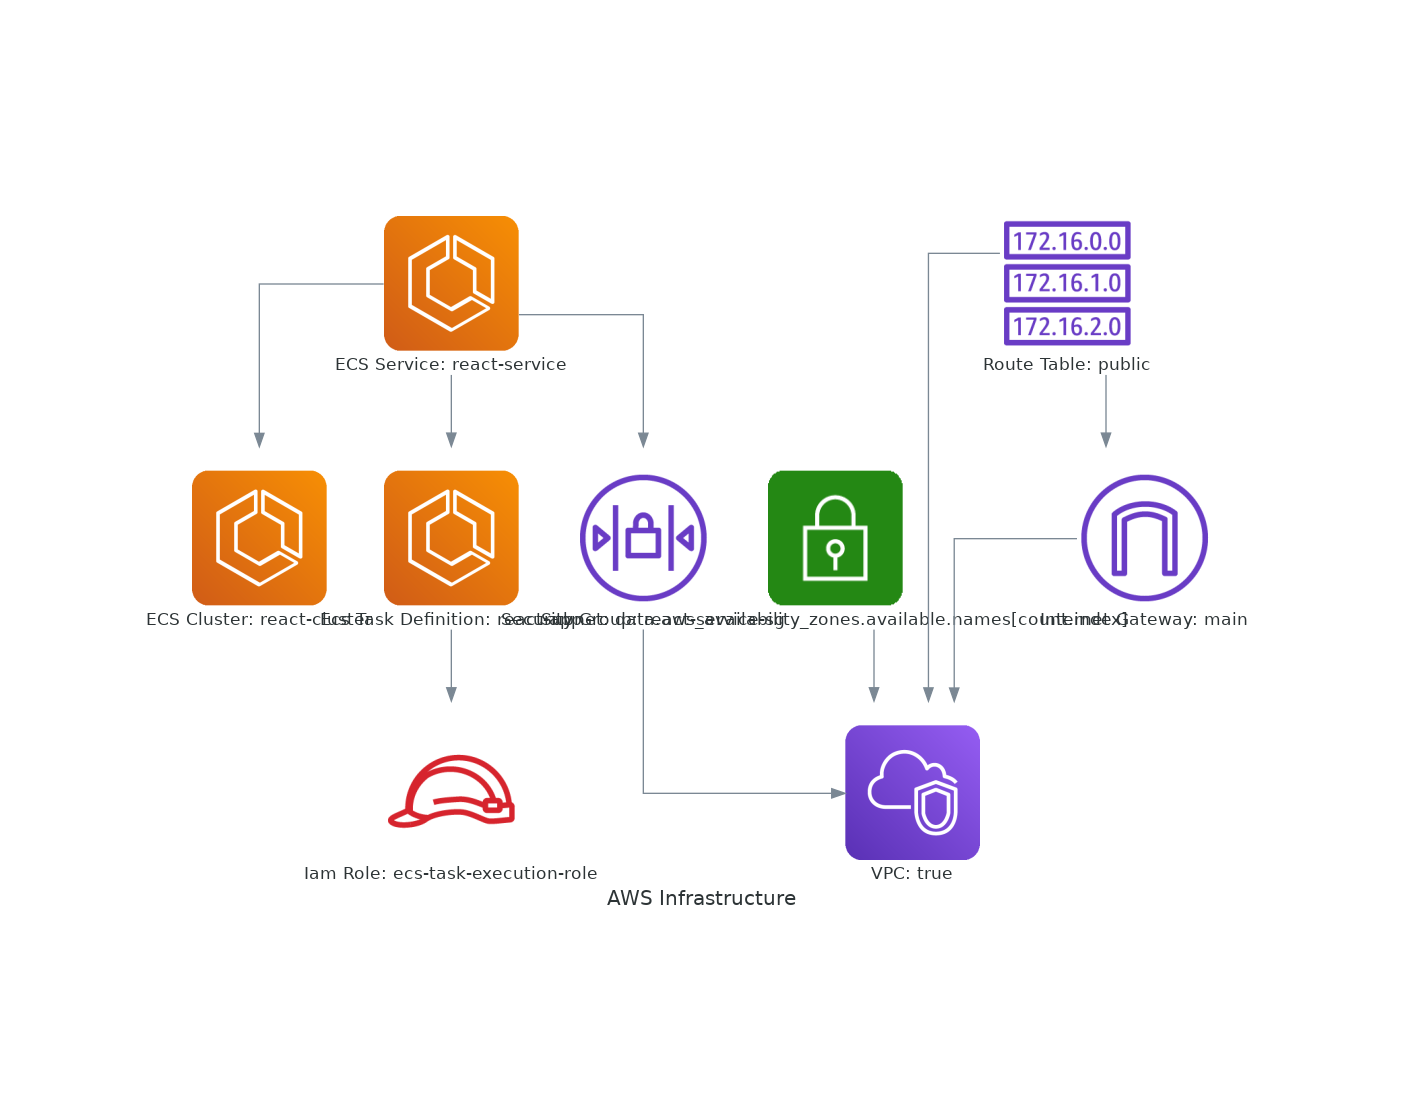 172.16.0.0
172.16.1.0
172.16.2.0
ECS Service: react-service
Route Table: public
ECS Cluster: react-cluster
Ecs Task Definition: react-app
Security Group: react-service-sg
Subnet: data.aws_availability_zones.available.names[count.index]
Internet Gateway: main
Iam Role: ecs-task-execution-role
VPC: true
AWS Infrastructure